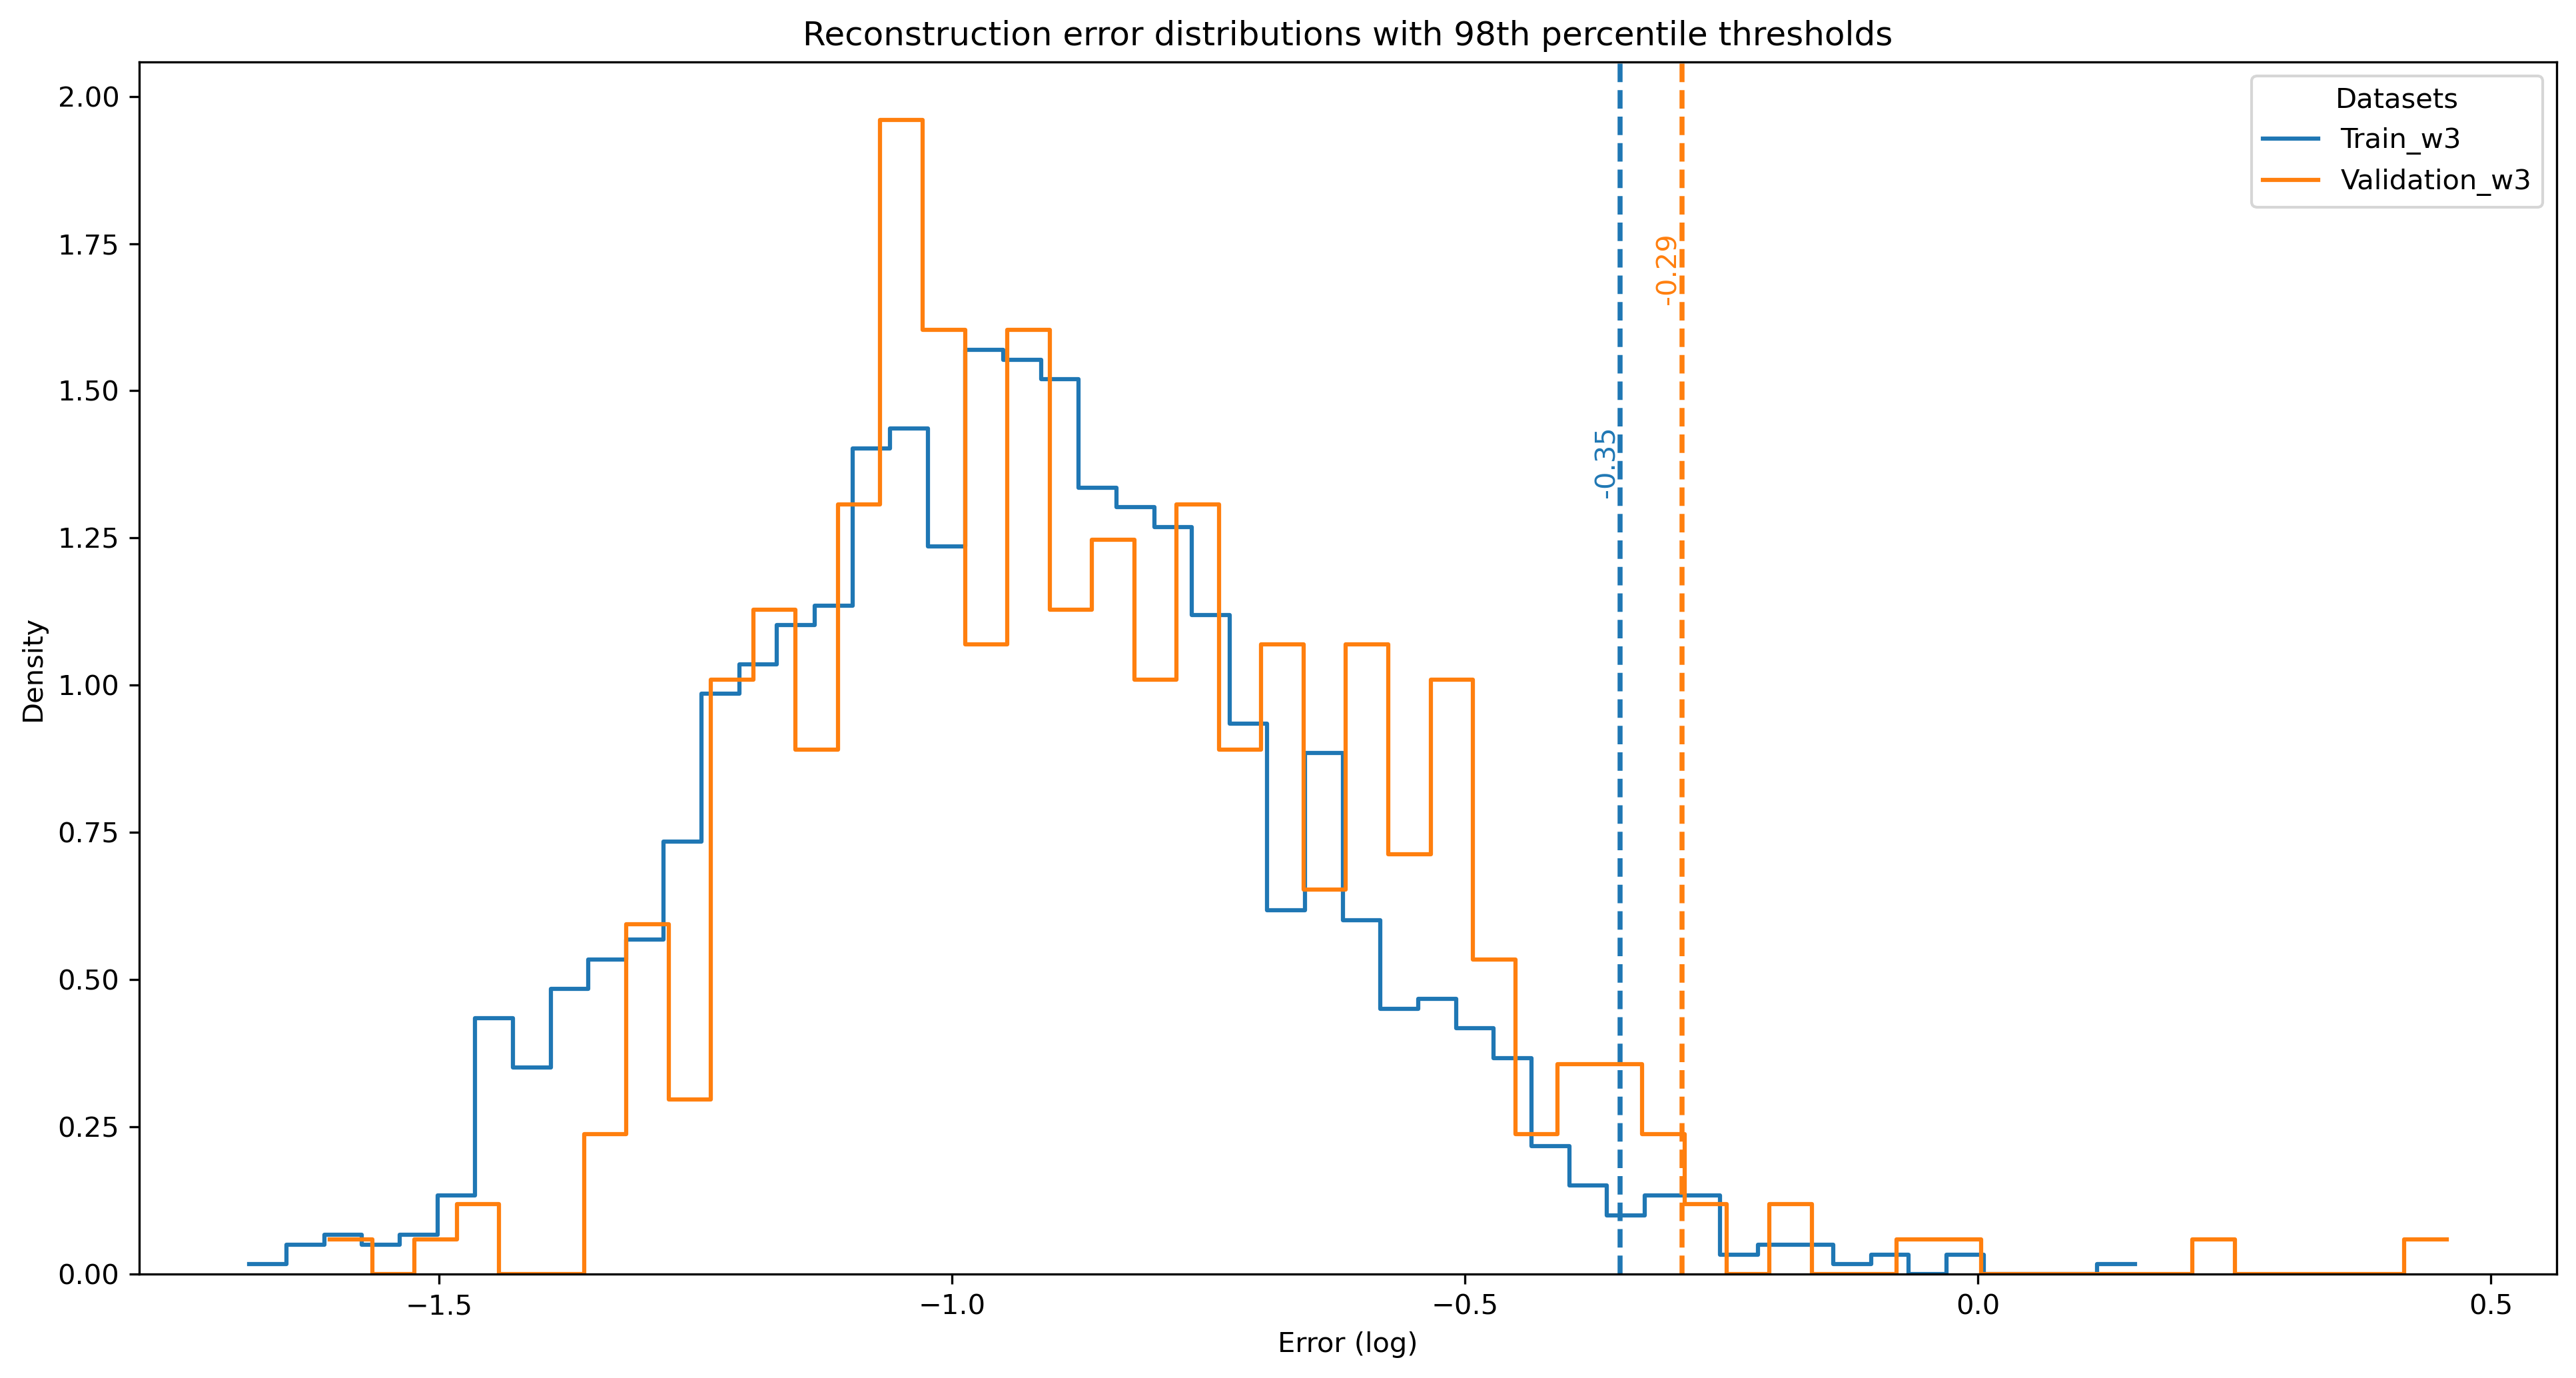 Reconstruction error distributions with 98th percentile thresholds
Datasets
Train_w3
Validation_w3
2.00
1.75
1.50
1.25
1.00
0.75
0.50
0.25
0.00
Density
-0.35
-0.29
−1.5
−1.0
−0.5
0.0
0.5
Error (log)